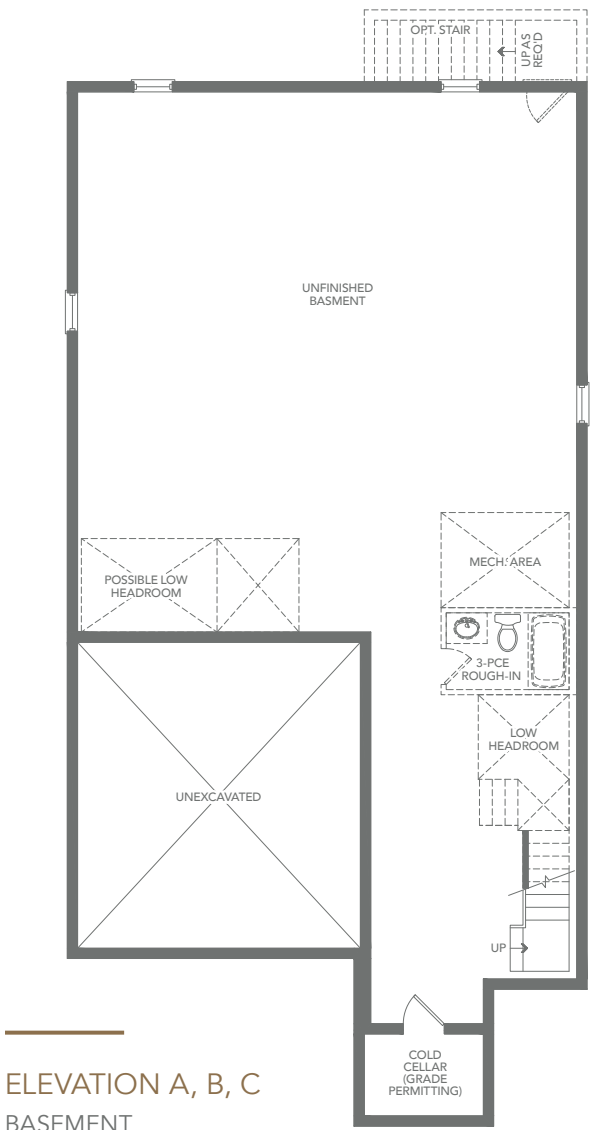 OPT. STAIR
UP AS
REQ'D
UNFINISHED
BASMENT
POSSIBLE LOW
HEADROOM
MECH. AREA
3-PCE
ROUGH-IN
LOW
HEADROOM
UNEXCAVATED
UP
COLD
CELLAR
(GRADE
PERMITTING)
ELEVATION A, B, C
BASEMENT